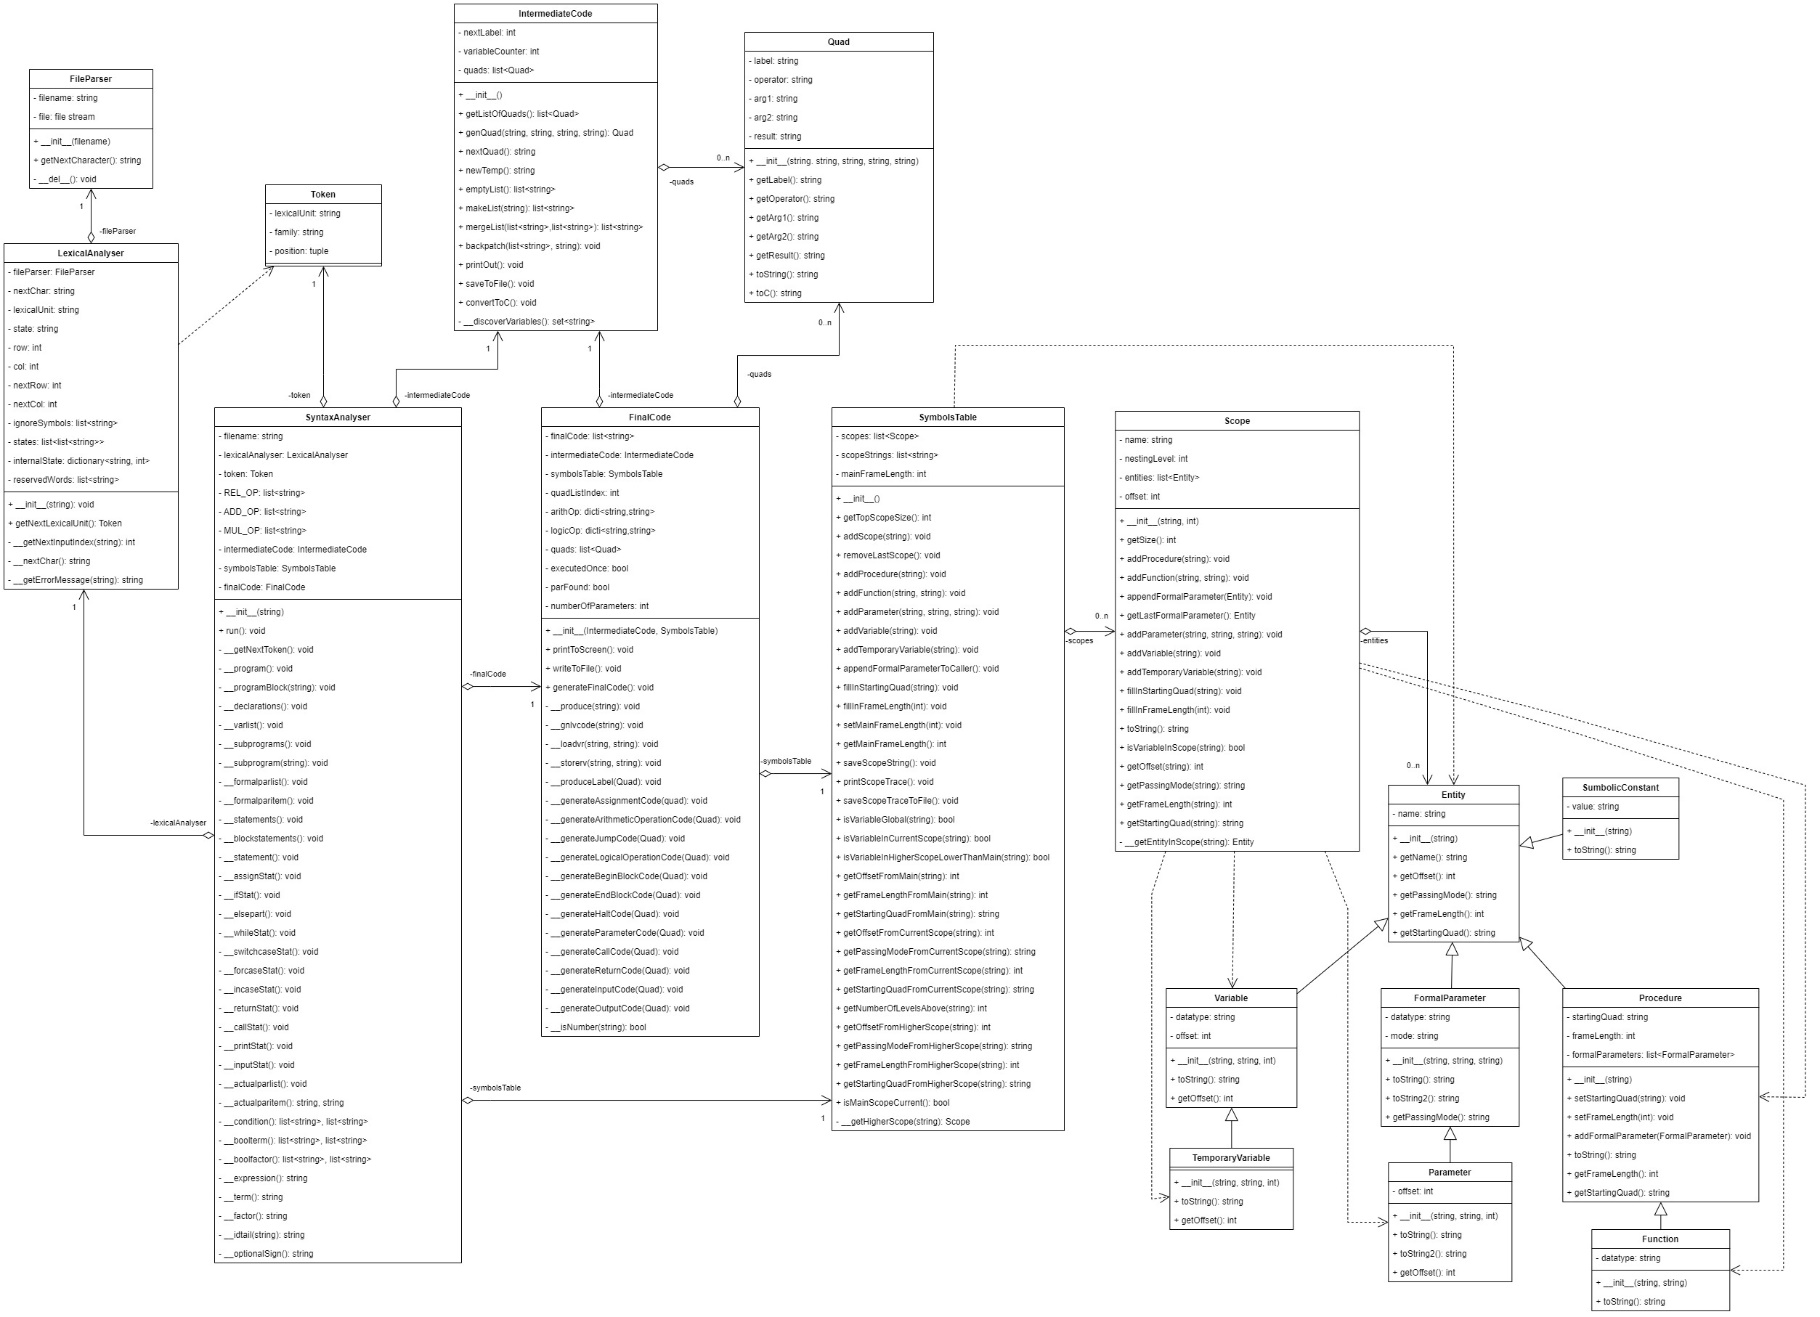 FileParser
- filename: string
- file: file stream
+ __init__(filename)
+ getNextCharacter(): string
- __del__(): void
1
-fileParser
LexicalAnalyser
- fileParser: FileParser
- nextChar: string
- lexicalUnit: string
- state: string
- row: int
- col: int
- nextRow: int
- nextCol: int
- ignoreSymbols: list<string>
- states: list<list<string>>
- internalState: dictionary<string, int>
- reservedWords: list<string>
+ __init__(string): void
+ getNextLexicalUnit(): Token
- __getNextInputIndex(string): int
- __nextChar(): string
- __getErrorMessage(string): string
1
-lexicalAnalyser
Token
- lexicalUnit: string
- family: string
- position: tuple
1
-token
IntermediateCode
- nextLabel: int
- variableCounter: int
- quads: list<Quad>
+ __init__()
+ getListOfQuads(): list<Quad>
+ genQuad(string, string, string, string): Quad
+ nextQuad(): string
+ newTemp(): string
+ emptyList(): list<string>
+ makeList(string): list<string>
+ mergeList(list<string>,list<string>): list<string>
+ backpatch(list<string>, string): void
+ printOut(): void
+ saveToFile(): void
+ convertToC(): void
- __discoverVariables(): set<string>
0..n
-quads
1
-intermediateCode
1
-intermediateCode
Quad
- label: string
- operator: string
- arg1: string
- arg2: string
- result: string
+ __init__(string. string, string, string, string)
+ getLabel(): string
+ getOperator(): string
+ getArg1(): string
+ getArg2(): string
+ getResult(): string
+ toString(): string
+ toC(): string
0..n
-quads
SyntaxAnalyser
- filename: string
- lexicalAnalyser: LexicalAnalyser
- token: Token
- REL_OP: list<string>
- ADD_OP: list<string>
- MUL_OP: list<string>
- intermediateCode: IntermediateCode
- symbolsTable: SymbolsTable
- finalCode: FinalCode
+ __init__(string)
+ run(): void
- __getNextToken(): void
- __program(): void
- __programBlock(string): void
- __declarations(): void
- __varlist(): void
- __subprograms(): void
- __subprogram(string): void
- __formalparlist(): void
- __formalparitem(): void
- __statements(): void
- __blockstatements(): void
- __statement(): void
- __assignStat(): void
- __ifStat(): void
- __elsepart(): void
- __whileStat(): void
- __switchcaseStat(): void
- __forcaseStat(): void
- __incaseStat(): void
- __returnStat(): void
- __callStat(): void
- __printStat(): void
- __inputStat(): void
- __actualparlist(): void
- __actualparitem(): string, string
- __condition(): list<string>, list<string>
- __boolterm(): list<string>, list<string>
- __boolfactor(): list<string>, list<string>
- __expression(): string
- __term(): string
- __factor(): string
- __idtail(string): string
- __optionalSign(): string
-finalCode
1
-symbolsTable
1
FinalCode
- finalCode: list<string>
- intermediateCode: IntermediateCode
- symbolsTable: SymbolsTable
- quadListIndex: int
- arithOp: dicti<string,string>
- logicOp: dicti<string,string>
- quads: list<Quad>
- executedOnce: bool
- parFound: bool
- numberOfParameters: int
+ __init__(IntermediateCode, SymbolsTable)
+ printToScreen(): void
+ writeToFile(): void
+ generateFinalCode(): void
- __produce(string): void
- __gnlvcode(string): void
- __loadvr(string, string): void
- __storerv(string, string): void
- __produceLabel(Quad): void
- __generateAssignmentCode(quad): void
- __generateArithmeticOperationCode(Quad): void
- __generateJumpCode(Quad): void
- __generateLogicalOperationCode(Quad): void
- __generateBeginBlockCode(Quad): void
- __generateEndBlockCode(Quad): void
- __generateHaltCode(Quad): void
- __generateParameterCode(Quad): void
- __generateCallCode(Quad): void
- __generateReturnCode(Quad): void
- __generateInputCode(Quad): void
- __generateOutputCode(Quad): void
- __isNumber(string): bool
-symbolsTable
1
SymbolsTable
- scopes: list<Scope>
- scopeStrings: list<string>
- mainFrameLength: int
+ __init__()
+ getTopScopeSize(): int
+ addScope(string): void
+ removeLastScope(): void
+ addProcedure(string): void
+ addFunction(string, string): void
+ addParameter(string, string, string): void
+ addVariable(string): void
+ addTemporaryVariable(string): void
+ appendFormalParameterToCaller(): void
+ fillInStartingQuad(string): void
+ fillInFrameLength(int): void
+ setMainFrameLength(int): void
+ getMainFrameLength(): int
+ saveScopeString(): void
+ printScopeTrace(): void
+ saveScopeTraceToFile(): void
+ isVariableGlobal(string): bool
+ isVariableInCurrentScope(string): bool
+ isVariableInHigherScopeLowerThanMain(string): bool
+ getOffsetFromMain(string): int
+ getFrameLengthFromMain(string): int
+ getStartingQuadFromMain(string): string
+ getOffsetFromCurrentScope(string): int
+ getPassingModeFromCurrentScope(string): string
+ getFrameLengthFromCurrentScope(string): int
+ getStartingQuadFromCurrentScope(string): string
+ getNumberOfLevelsAbove(string): int
+ getOffsetFromHigherScope(string): int
+ getPassingModeFromHigherScope(string): string
+ getFrameLengthFromHigherScope(string): int
+ getStartingQuadFromHigherScope(string): string
+ isMainScopeCurrent(): bool
- __getHigherScope(string): Scope
0..n
-scopes
Scope
- name: string
- nestingLevel: int
- entities: list<Entity>
- offset: int
+ __init__(string, int)
+ getSize(): int
+ addProcedure(string): void
+ addFunction(string, string): void
+ appendFormalParameter(Entity): void
+ getLastFormalParameter(): Entity
+ addParameter(string, string, string): void
+ addVariable(string): void
+ addTemporaryVariable(string): void
+ fillInStartingQuad(string): void
+ fillInFrameLength(int): void
+ toString(): string
+ isVariableInScope(string): bool
+ getOffset(string): int
+ getPassingMode(string): string
+ getFrameLength(string): int
+ getStartingQuad(string): string
- __getEntityInScope(string): Entity
-entities
0..n
Entity
- name: string
+ __init__(string)
+ getName(): string
+ getOffset(): int
+ getPassingMode(): string
+ getFrameLength(): int
+ getStartingQuad(): string
SumbolicConstant
- value: string
+ __init__(string)
+ toString(): string
Variable
- datatype: string
- offset: int
+ __init__(string, string, int)
+ toString(): string
+ getOffset(): int
TemporaryVariable
+ __init__(string, string, int)
+ toString(): string
+ getOffset(): int
FormalParameter
- datatype: string
- mode: string
+ __init__(string, string, string)
+ toString(): string
+ toString2(): string
+ getPassingMode(): string
Parameter
- offset: int
+ __init__(string, string, int)
+ toString(): string
+ toString2(): string
+ getOffset(): int
Procedure
- startingQuad: string
- frameLength: int
- formalParameters: list<FormalParameter>
+ __init__(string)
+ setStartingQuad(string): void
+ setFrameLength(int): void
+ addFormalParameter(FormalParameter): void
+ toString(): string
+ getFrameLength(): int
+ getStartingQuad(): string
Function
- datatype: string
+ __init__(string, string)
+ toString(): string